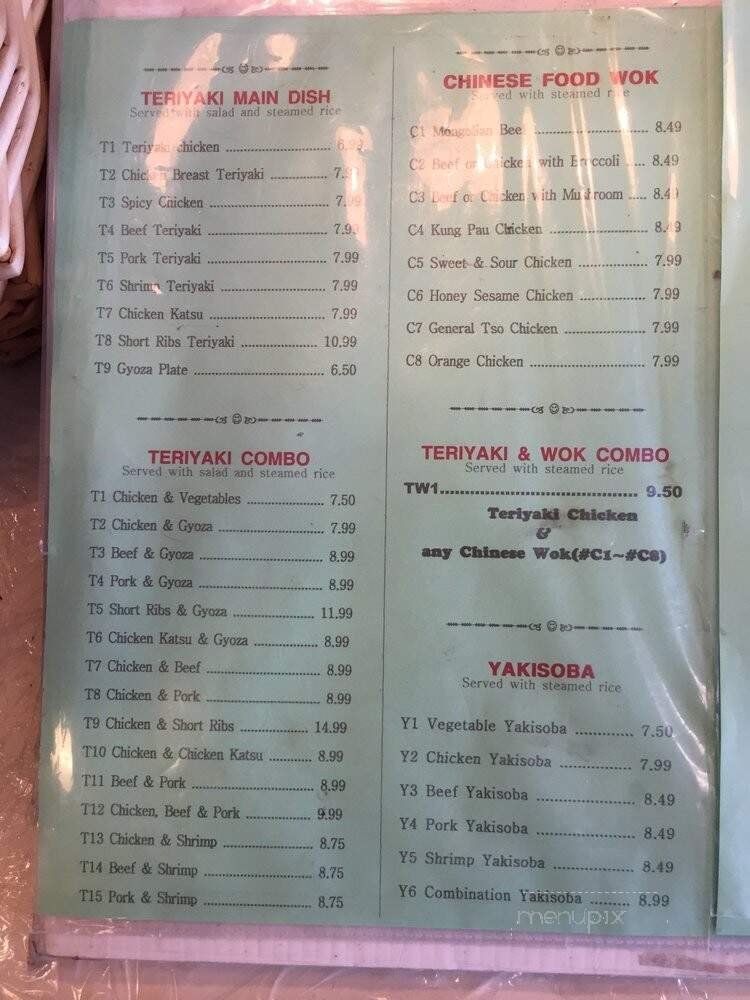 TERIYAKI MAIN DISH
Served with salad and steamed rice
T1 Teriyaki chicken ........ 6.99
T2 Chicken Breast Teriyaki ........ 7.99
T3 Spicy Chicken ........ 7.99
T4 Beef Teriyaki ........ 7.99
T5 Pork Teriyaki ........ 7.99
T6 Shrimp Teriyaki ........ 7.99
T7 Chicken Katsu ........ 7.99
T8 Short Ribs Teriyaki ........ 10.99
T9 Gyoza Plate ........ 6.50
TERIYAKI COMBO
Served with salad and steamed rice
T1 Chicken & Vegetables ........ 7.50
T2 Chicken & Gyoza ........ 7.99
T3 Beef & Gyoza ........ 8.99
T4 Pork & Gyoza ........ 8.99
T5 Short Ribs & Gyoza ........ 11.99
T6 Chicken Katsu & Gyoza ........ 8.99
T7 Chicken & Beef ........ 8.99
T8 Chicken & Pork ........ 8.99
T9 Chicken & Short Ribs ........ 14.99
T10 Chicken & Chicken Katsu ........ 8.99
T11 Beef & Pork ........ 8.99
T12 Chicken, Beef & Pork ........ 9.99
T13 Chicken & Shrimp ........ 8.75
T14 Beef & Shrimp ........ 8.75
T15 Pork & Shrimp ........ 8.75
CHINESE FOOD WOK
Served with steamed rice
C1 Mongolian Beef ........ 8.49
C2 Beef or Chicken with Broccoli ..... 8.49
C3 Beef or Chicken with Mushroom ..... 8.49
C4 Kung Pau Chicken ........ 8.49
C5 Sweet & Sour Chicken ........ 7.99
C6 Honey Sesame Chicken ........ 7.99
C7 General Tso Chicken ........ 7.99
C8 Orange Chicken ........ 7.99
TERIYAKI & WOK COMBO
Served with steamed rice
TW1........ 9.50
Teriyaki Chicken
&
any Chinese Wok(#C1~#C8)
YAKISOBA
Served with steamed rice
Y1 Vegetable Yakisoba ........ 7.50
Y2 Chicken Yakisoba ........ 7.99
Y3 Beef Yakisoba ........ 8.49
Y4 Pork Yakisoba ........ 8.49
Y5 Shrimp Yakisoba ........ 8.49
Y6 Combination Yakisoba ........ 8.99
menupix